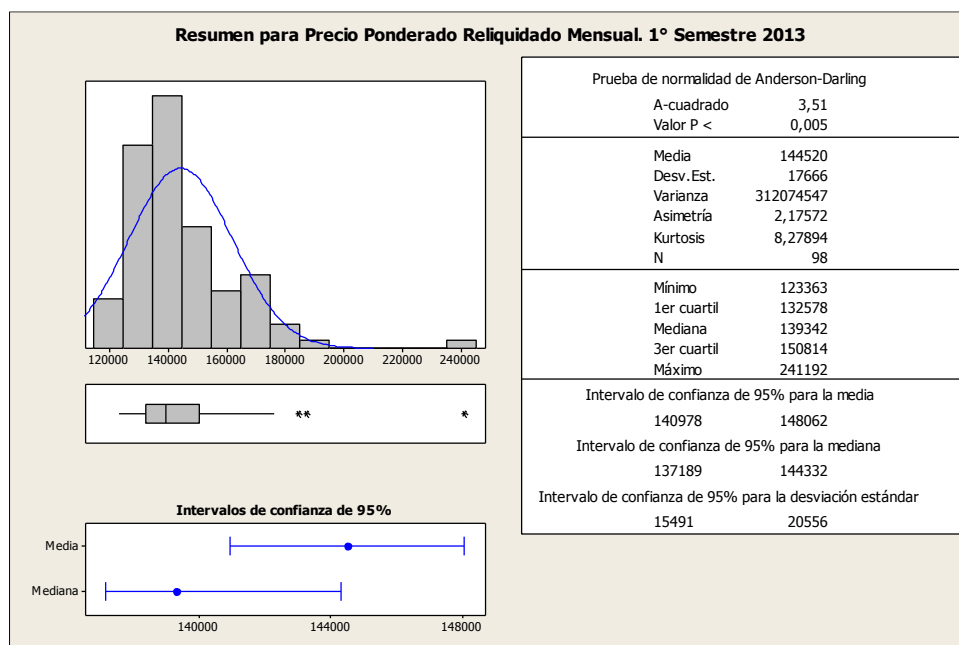 Resumen para Precio Ponderado Reliquidado Mensual. 1° Semestre 2013
120000 140000 160000 180000 200000 220000 240000
** *
Intervalos de confianza de 95%
Media
Mediana
140000 144000 148000
Prueba de normalidad de Anderson-Darling
A-cuadrado 3,51
Valor P < 0,005
Media 144520
Desv.Est. 17666
Varianza 312074547
Asimetría 2,17572
Kurtosis 8,27894
N 98
Mínimo 123363
1er cuartil 132578
Mediana 139342
3er cuartil 150814
Máximo 241192
Intervalo de confianza de 95% para la media
140978 148062
Intervalo de confianza de 95% para la mediana
137189 144332
Intervalo de confianza de 95% para la desviación estándar
15491 20556